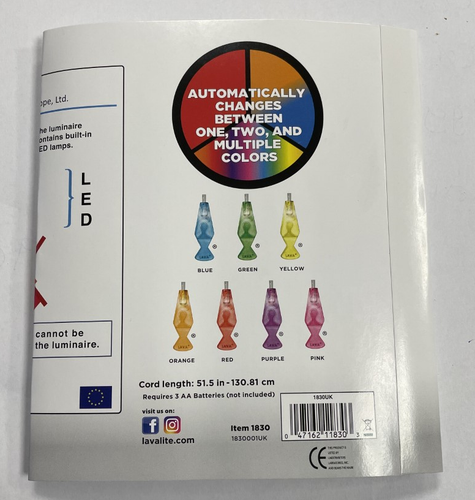 ope, Ltd.
he luminaire
ontains built-in
ED lamps.
L
E
D
cannot be
the luminaire.
AUTOMATICALLY
CHANGES
BETWEEN
ONE, TWO, AND
MULTIPLE
COLORS
BLUE
GREEN
YELLOW
ORANGE
RED
PURPLE
PINK
Cord length: 51.5 in - 130.81 cm
Requires 3 AA Batteries (not included)
visit us on:
lavalite.com
Item 1830
1830001UK
1830UK
0 47162 11830 3
CE